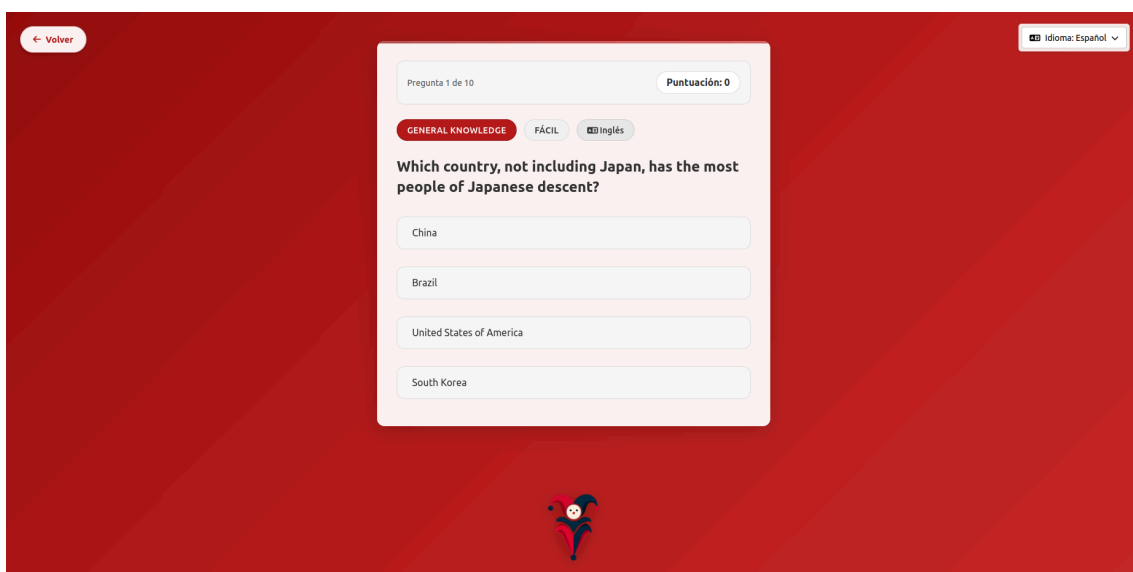 ← Volver
Idioma: Español
Pregunta 1 de 10
Puntuación: 0
GENERAL KNOWLEDGE
FÁCIL
Inglés
Which country, not including Japan, has the most
people of Japanese descent?
China
Brazil
United States of America
South Korea